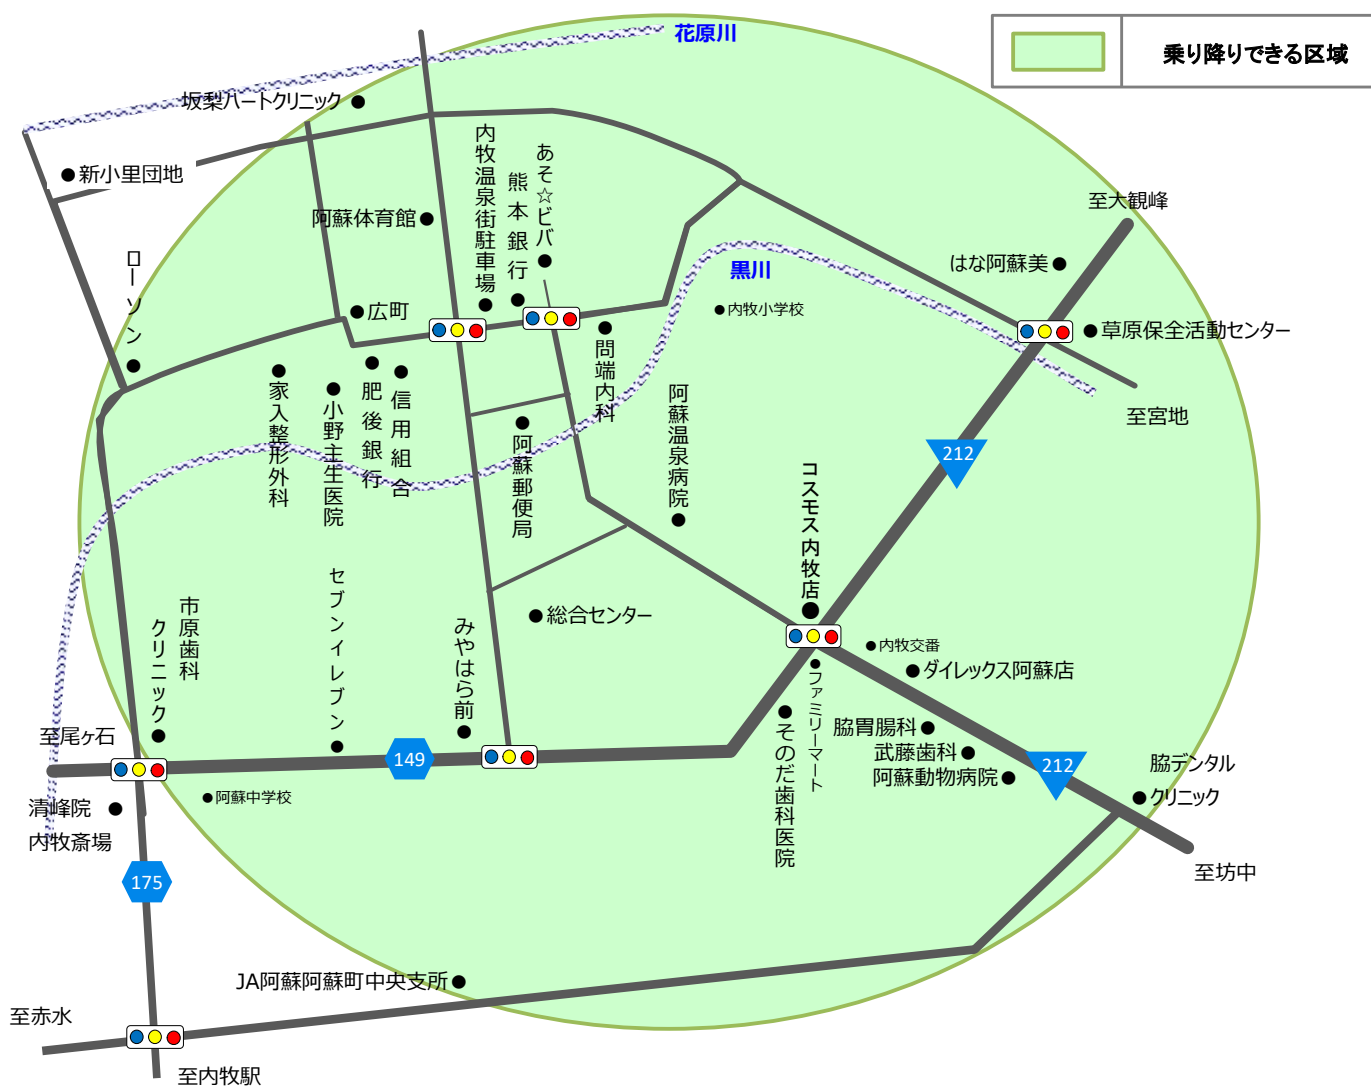 花原川
乗り降りできる区域
坂梨ハートクリニック
新小里団地
内牧温泉街駐車場
熊本銀行
あそ☆ビバ
阿蘇体育館
至大観峰
はな阿蘇美
黒川
ローソン
広町
内牧小学校
草原保全活動センター
問端内科
家入整形外科
小野主生医院
肥後銀行
信用組合
阿蘇郵便局
阿蘇温泉病院
至宮地
212
コスモス内牧店
セブンイレブン
市原歯科
クリニック
みやはら前
総合センター
内牧交番
ダイレックス阿蘇店
ファミリーマート
そのだ歯科医院
脇胃腸科
武藤歯科
阿蘇動物病院
212
脇デンタル
クリニック
至尾ヶ石
149
阿蘇中学校
清峰院
内牧斎場
175
至坊中
JA阿蘇阿蘇町中央支所
至赤水
至内牧駅